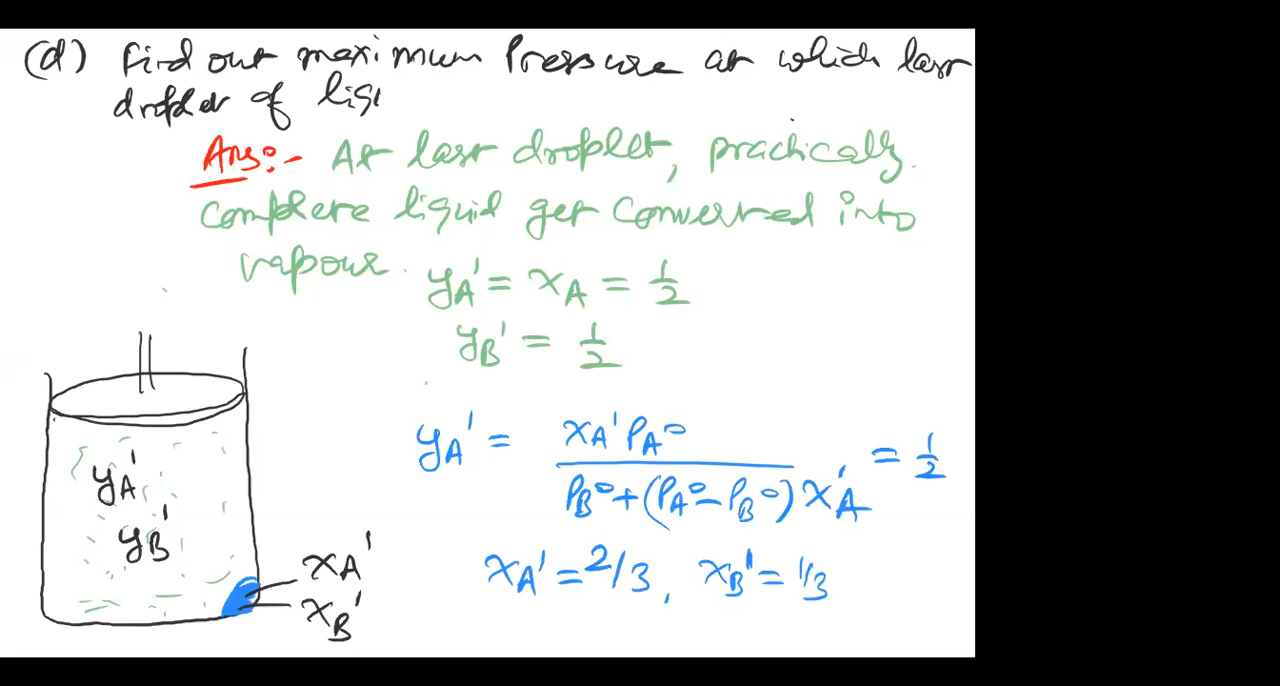 (d) Find out maximum Pressure at which last
droplet of liqu
Ans:- At last droplet, practically
complete liquid get converted into
vapour.
yA' = xA = 1/2
yB' = 1/2
yA' = xA' PA° / PB° + (PA° - PB°) xA' = 1/2
xA' = 2/3, xB' = 1/3
yA'
yB'
xA'
xB'